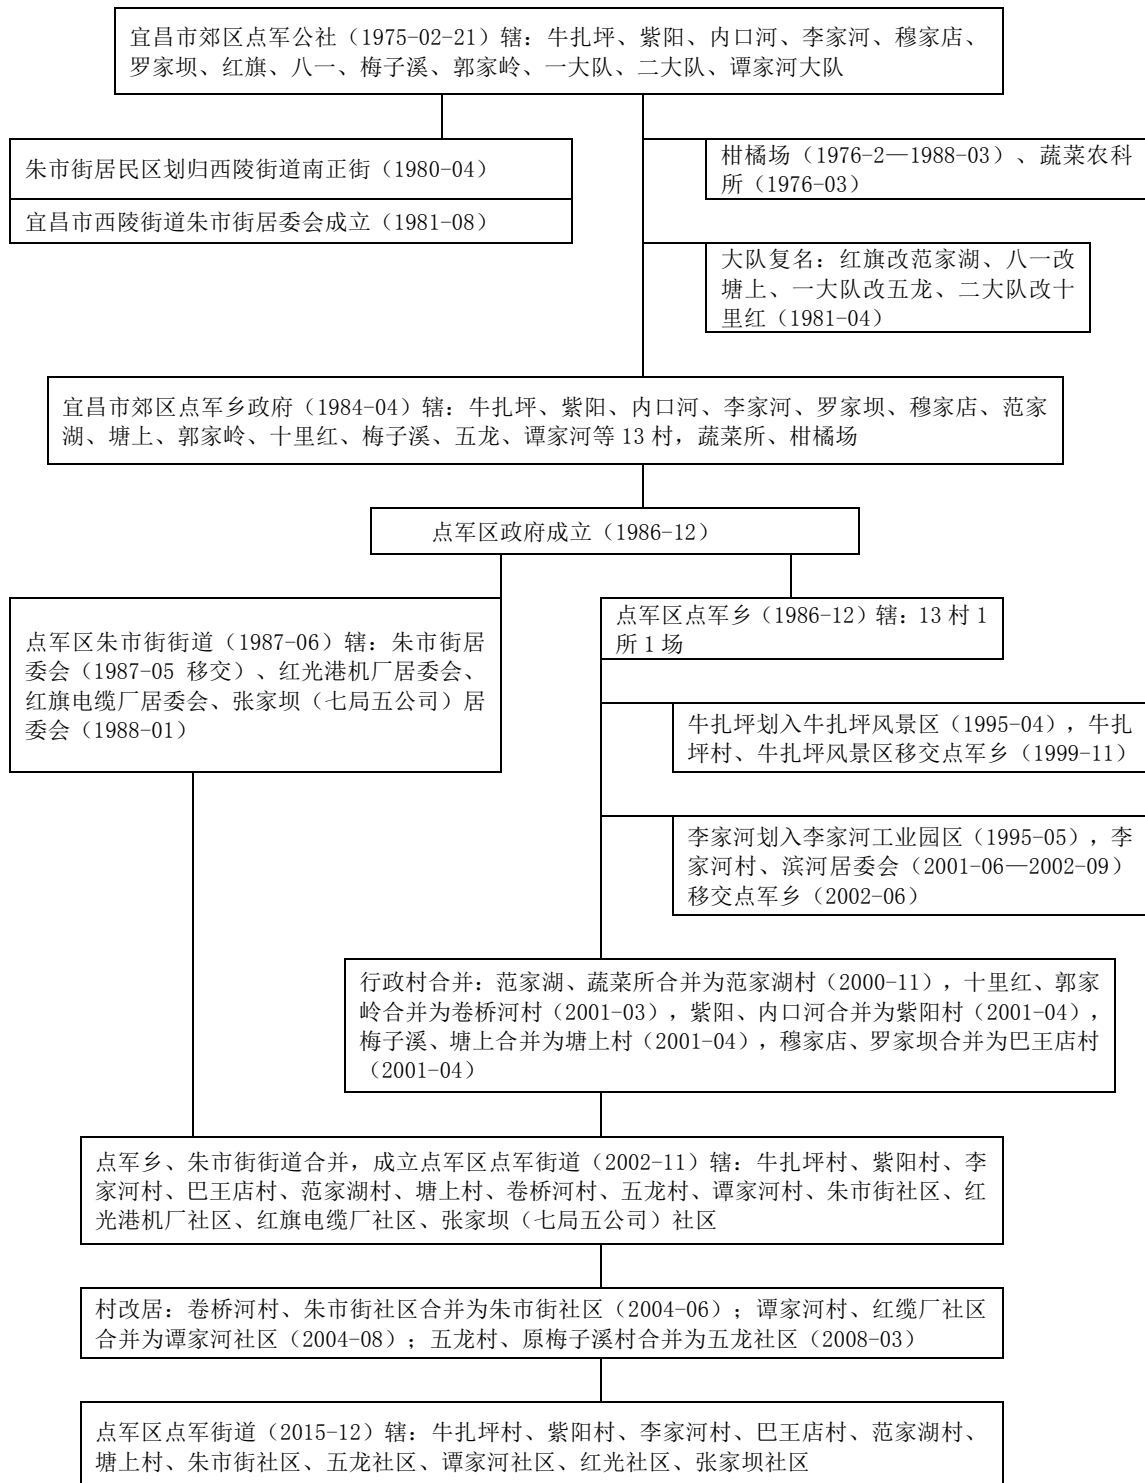 宜昌市郊区点军公社（1975-02-21）辖：牛扎坪、紫阳、内口河、李家河、穆家店、
罗家坝、红旗、八一、梅子溪、郭家岭、一大队、二大队、谭家河大队
朱市街居民区划归西陵街道南正街（1980-04）
宜昌市西陵街道朱市街居委会成立（1981-08）
柑橘场（1976-2—1988-03）、蔬菜农科
所（1976-03）
大队复名：红旗改范家湖、八一改
塘上、一大队改五龙、二大队改十
里红（1981-04）
宜昌市郊区点军乡政府（1984-04）辖：牛扎坪、紫阳、内口河、李家河、罗家坝、穆家店、范家
湖、塘上、郭家岭、十里红、梅子溪、五龙、谭家河等 13 村，蔬菜所、柑橘场
点军区政府成立（1986-12）
点军区朱市街街道（1987-06）辖：朱市街居
委会（1987-05 移交）、红光港机厂居委会、
红旗电缆厂居委会、张家坝（七局五公司）居
委会（1988-01）
点军区点军乡（1986-12）辖：13 村 1
所 1 场
牛扎坪划入牛扎坪风景区（1995-04），牛扎
坪村、牛扎坪风景区移交点军乡（1999-11）
李家河划入李家河工业园区（1995-05），李
家河村、滨河居委会（2001-06—2002-09）
移交点军乡（2002-06）
行政村合并：范家湖、蔬菜所合并为范家湖村（2000-11），十里红、郭家
岭合并为卷桥河村（2001-03），紫阳、内口河合并为紫阳村（2001-04），
梅子溪、塘上合并为塘上村（2001-04），穆家店、罗家坝合并为巴王店村
（2001-04）
点军乡、朱市街街道合并，成立点军区点军街道（2002-11）辖：牛扎坪村、紫阳村、李
家河村、巴王店村、范家湖村、塘上村、卷桥河村、五龙村、谭家河村、朱市街社区、红
光港机厂社区、红旗电缆厂社区、张家坝（七局五公司）社区
村改居：卷桥河村、朱市街社区合并为朱市街社区（2004-06）；谭家河村、红缆厂社区
合并为谭家河社区（2004-08）；五龙村、原梅子溪村合并为五龙社区（2008-03）
点军区点军街道（2015-12）辖：牛扎坪村、紫阳村、李家河村、巴王店村、范家湖村、
塘上村、朱市街社区、五龙社区、谭家河社区、红光社区、张家坝社区